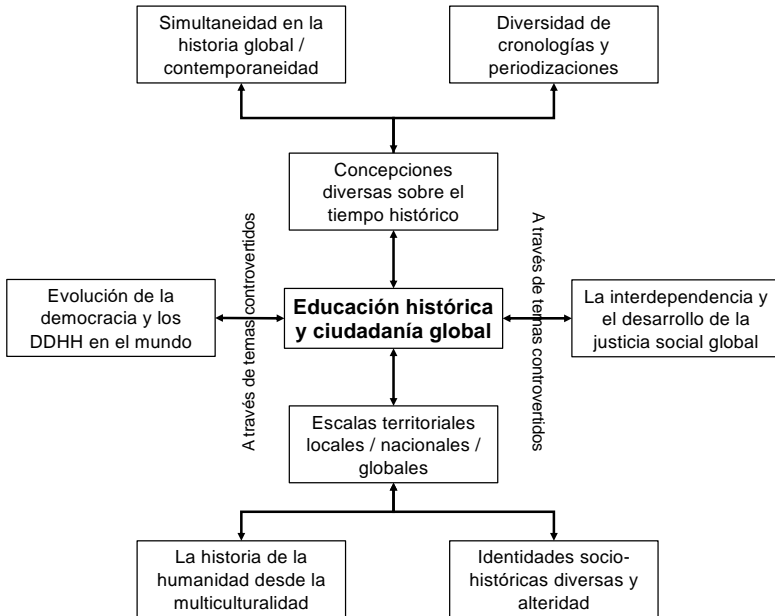 Simultaneidad en la
historia global /
contemporaneidad
Diversidad de
cronologías y
periodizaciones
Concepciones
diversas sobre el
tiempo histórico
A través de temas controvertidos
A través de temas controvertidos
Evolución de la
democracia y los
DDHH en el mundo
Educación histórica
y ciudadanía global
La interdependencia y
el desarrollo de la
justicia social global
Escalas territoriales
locales / nacionales /
globales
La historia de la
humanidad desde la
multiculturalidad
Identidades socio-
históricas diversas y
alteridad